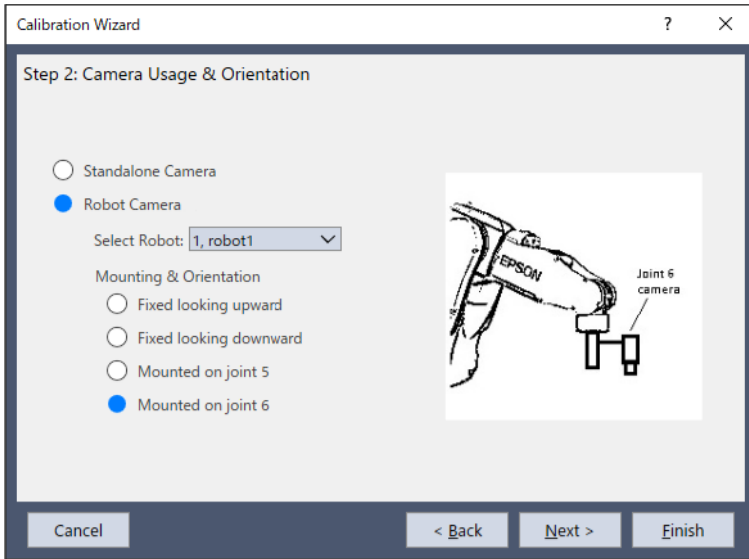 Calibration Wizard
?
Step 2: Camera Usage & Orientation
Standalone Camera
Robot Camera
Select Robot: 1, robot1
Mounting & Orientation
Fixed looking upward
Fixed looking downward
Mounted on joint 5
Mounted on joint 6
EPSON
Joint 6
camera
Cancel
< Back
Next >
Finish